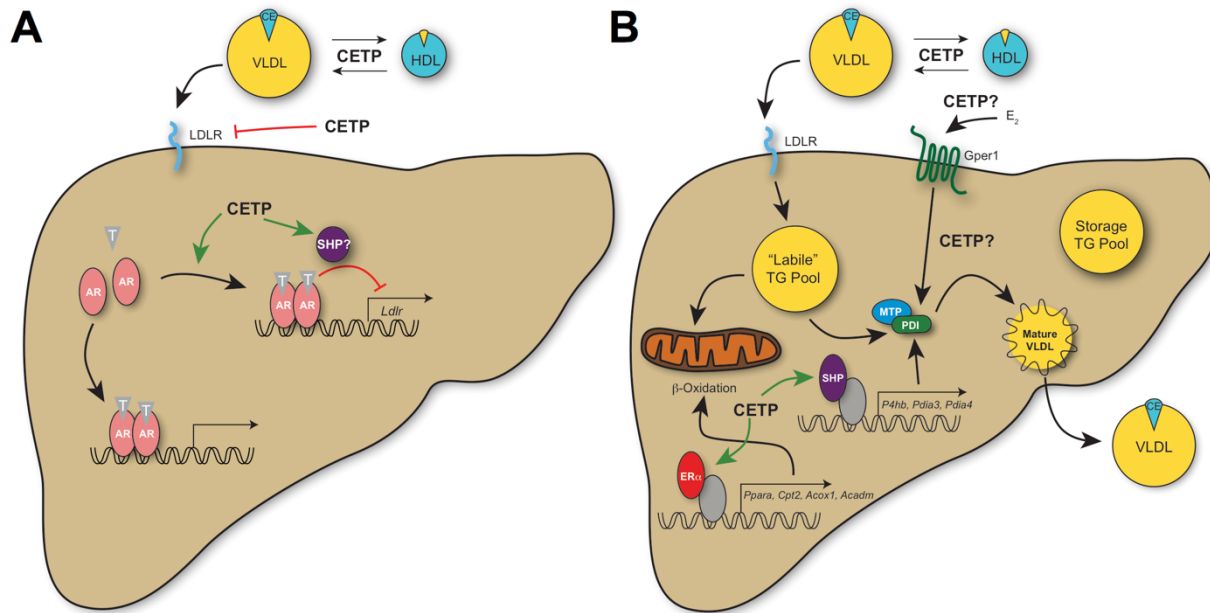 A
CE
VLDL
CETP
HDL
LDLR
CETP
CETP
T
SHP?
AR
AR
T T
AR AR
Ldlr
T T
AR AR
B
CE
VLDL
CETP
HDL
CETP?
E₂
LDLR
Gper1
CETP?
Storage
TG Pool
"Labile"
TG Pool
MTP
PDI
Mature
VLDL
SHP
β-Oxidation
CETP
P4hb, Pdia3, Pdia4
CE
VLDL
ERα
Ppara, Cpt2, Acox1, Acadm